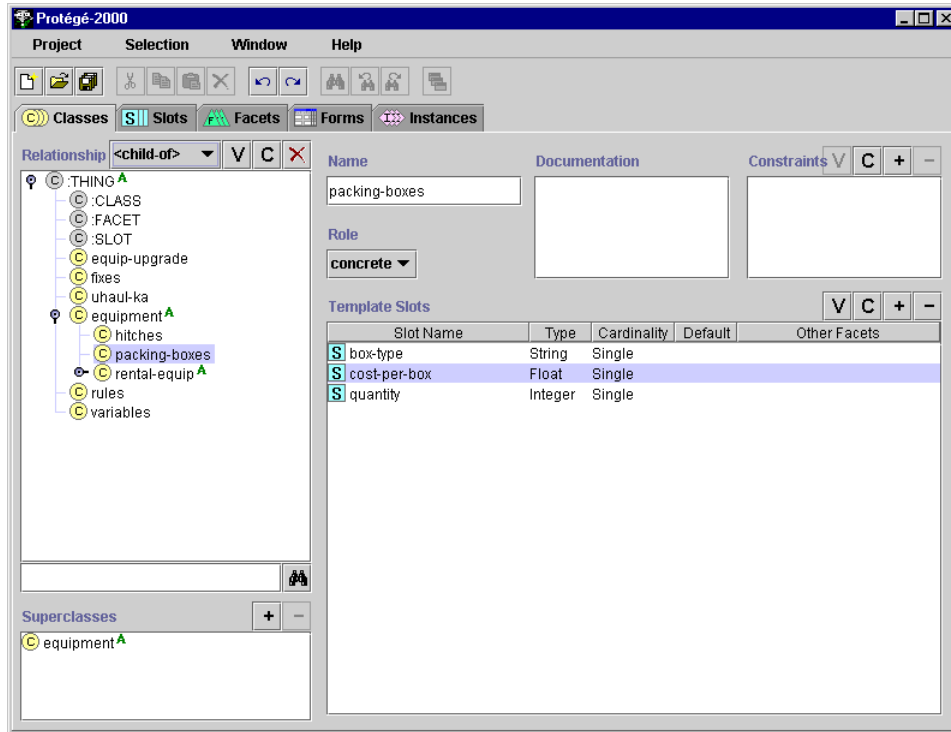 Protégé-2000
Project Selection Window Help
Classes Slots Facets Forms Instances
Relationship <child-of> V C
:THING A
:CLASS
:FACET
:SLOT
equip-upgrade
fixes
uhaul-ka
equipment A
hitches
packing-boxes
rental-equip A
rules
variables
Superclasses + −
equipment A
Name Documentation Constraints V C + −
packing-boxes
Role
concrete
Template Slots V C + −
Slot Name Type Cardinality Default Other Facets
S box-type String Single
S cost-per-box Float Single
S quantity Integer Single